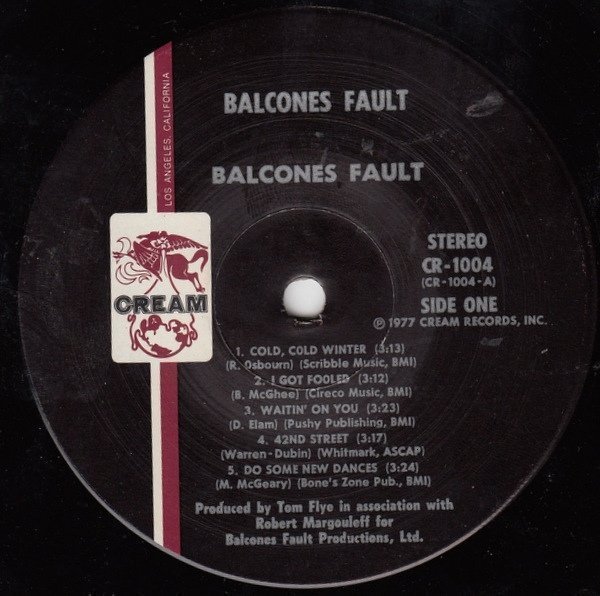 BALCONES FAULT
BALCONES FAULT
LOS ANGELES, CALIFORNIA
CREAM
STEREO
CR-1004
(CR-1004-A)
SIDE ONE
℗ 1977 CREAM RECORDS, INC.
1. COLD, COLD WINTER (3:13)
(R. Osbourn) (Scribble Music, BMI)
2. I GOT FOOLED (3:12)
(B. McGhee) (Cireco Music, BMI)
3. WAITIN' ON YOU (3:23)
(D. Elam) (Pushy Publishing, BMI)
4. 42ND STREET (3:17)
(Warren-Dubin) (Whitmark, ASCAP)
5. DO SOME NEW DANCES (3:24)
(M. McGeary) (Bone's Zone Pub., BMI)
Produced by Tom Flye in association with
Robert Margouleff for
Balcones Fault Productions, Ltd.